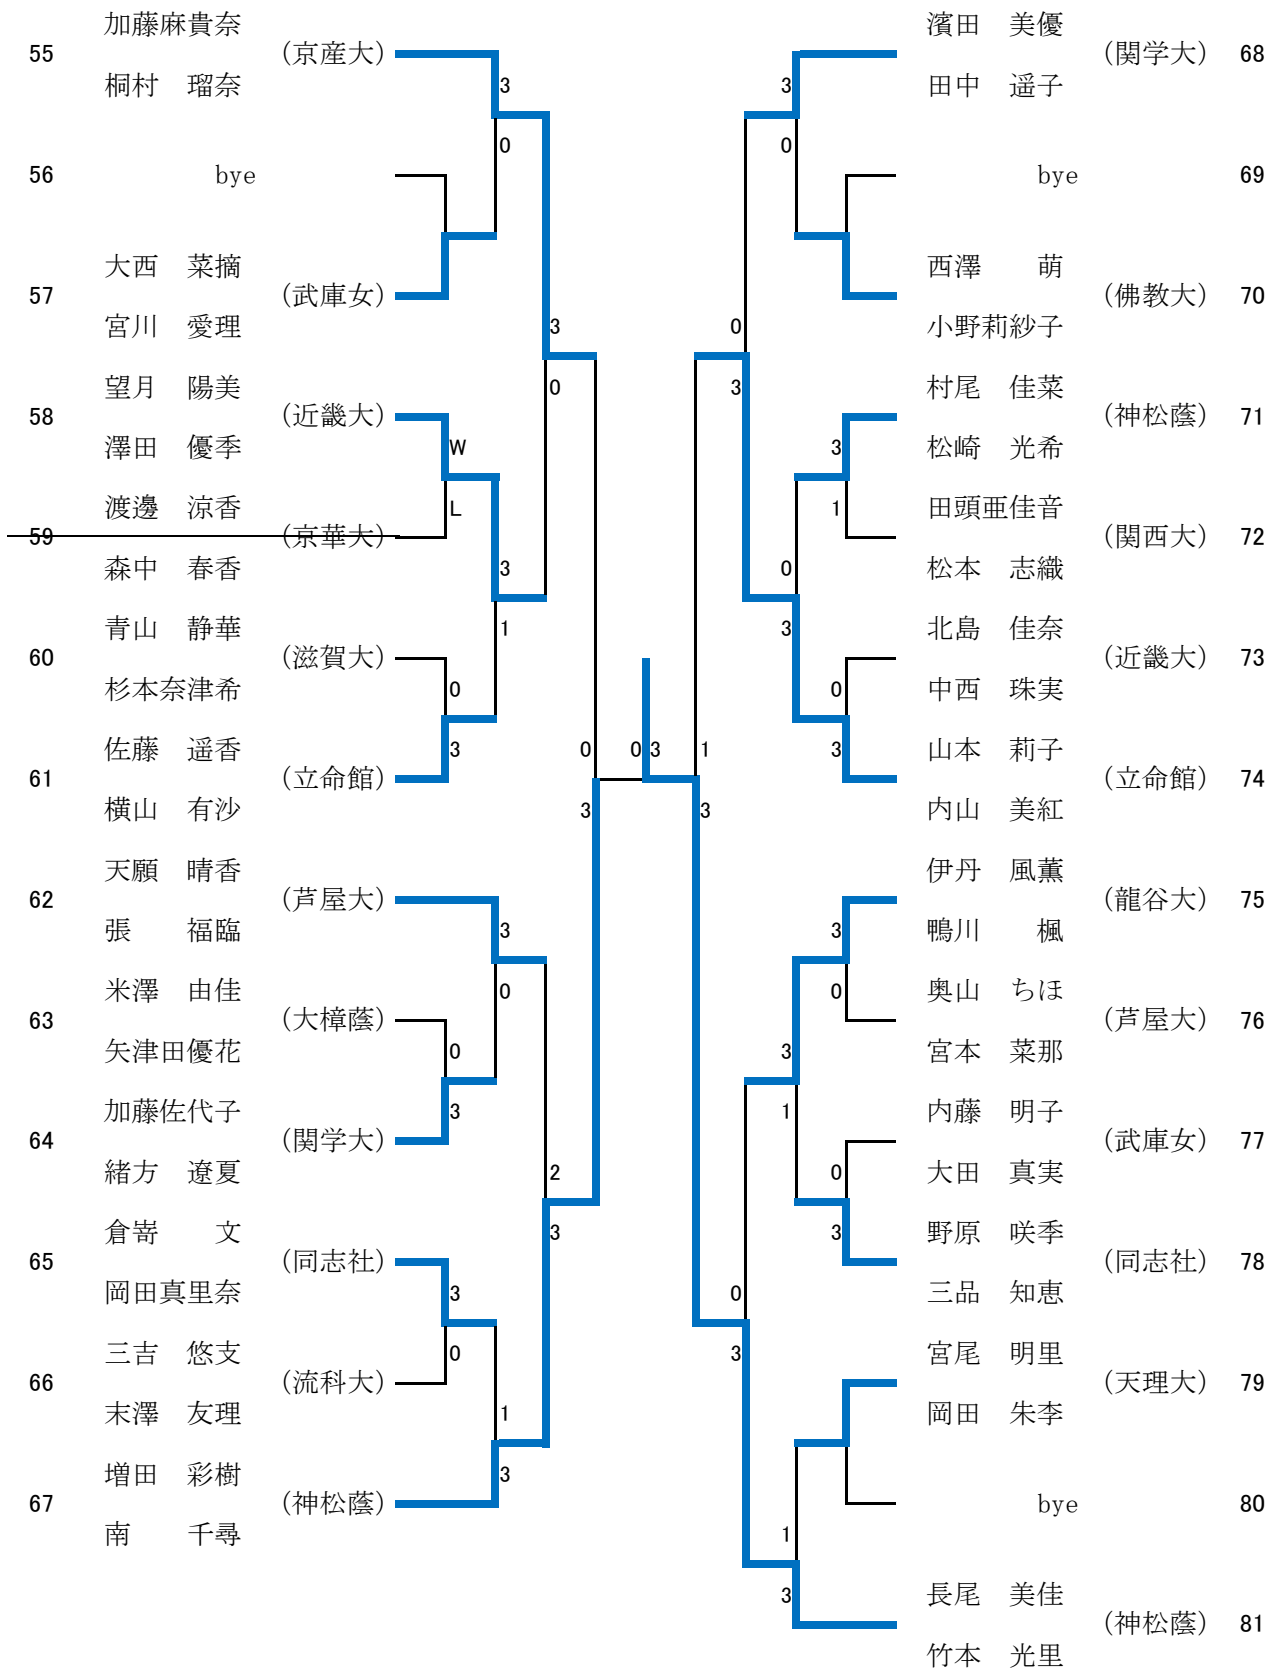 加藤麻貴奈
55 (京産大)
桐村　瑠奈
3
0
56 bye
大西　菜摘
57 (武庫女)
宮川　愛理
3
0
望月　陽美
58 (近畿大)
澤田　優季
W
L
渡邊　涼香
59 (京華大)
森中　春香
3
1
青山　静華
60 (滋賀大)
杉本奈津希
0
3
佐藤　遥香
61 (立命館)
横山　有沙
0
3
天願　晴香
62 (芦屋大)
張　　福臨
3
0
米澤　由佳
63 (大樟蔭)
矢津田優花
0
3
加藤佐代子
64 (関学大)
緒方　遼夏
2
3
倉嵜　　文
65 (同志社)
岡田真里奈
3
0
三吉　悠支
66 (流科大)
末澤　友理
1
3
増田　彩樹
67 (神松蔭)
南　　千尋
0 3
濱田　美優
(関学大) 68
田中　遥子
3
0
bye 69
西澤　　萌
(佛教大) 70
小野莉紗子
0
3
村尾　佳菜
(神松蔭) 71
松崎　光希
3
1
田頭亜佳音
(関西大) 72
松本　志織
0
3
北島　佳奈
(近畿大) 73
中西　珠実
0
3
山本　莉子
(立命館) 74
内山　美紅
1
3
伊丹　風薫
(龍谷大) 75
鴨川　　楓
3
0
奥山　ちほ
(芦屋大) 76
宮本　菜那
3
1
内藤　明子
(武庫女) 77
大田　真実
0
3
野原　咲季
(同志社) 78
三品　知恵
0
3
宮尾　明里
(天理大) 79
岡田　朱李
bye 80
1
3
長尾　美佳
(神松蔭) 81
竹本　光里